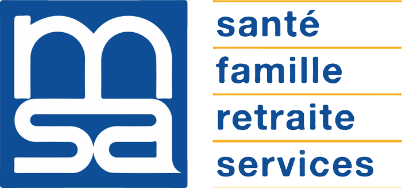 msa
santé
famille
retraite
services